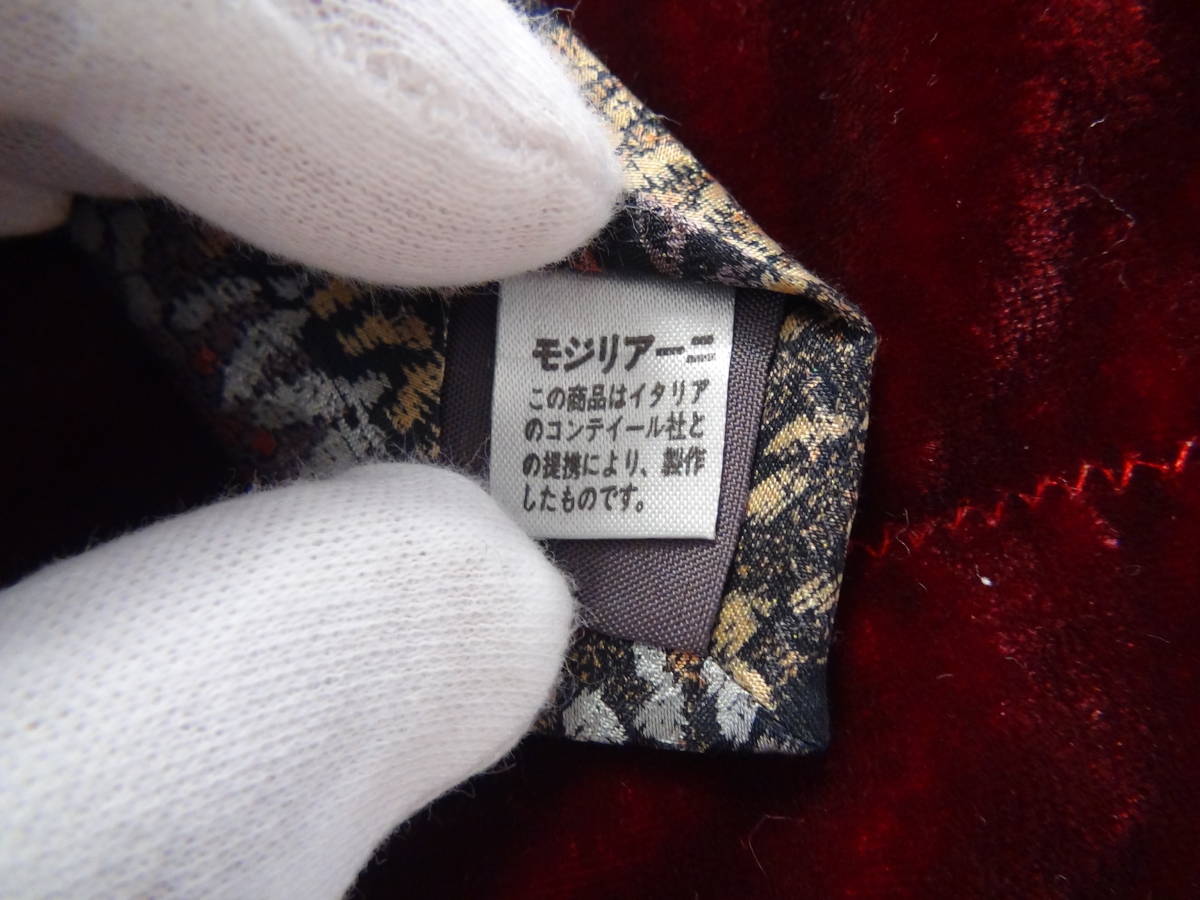 モジリアーニ
この商品はイタリア
のコンテイール社と
の提携により、製作
したものです。